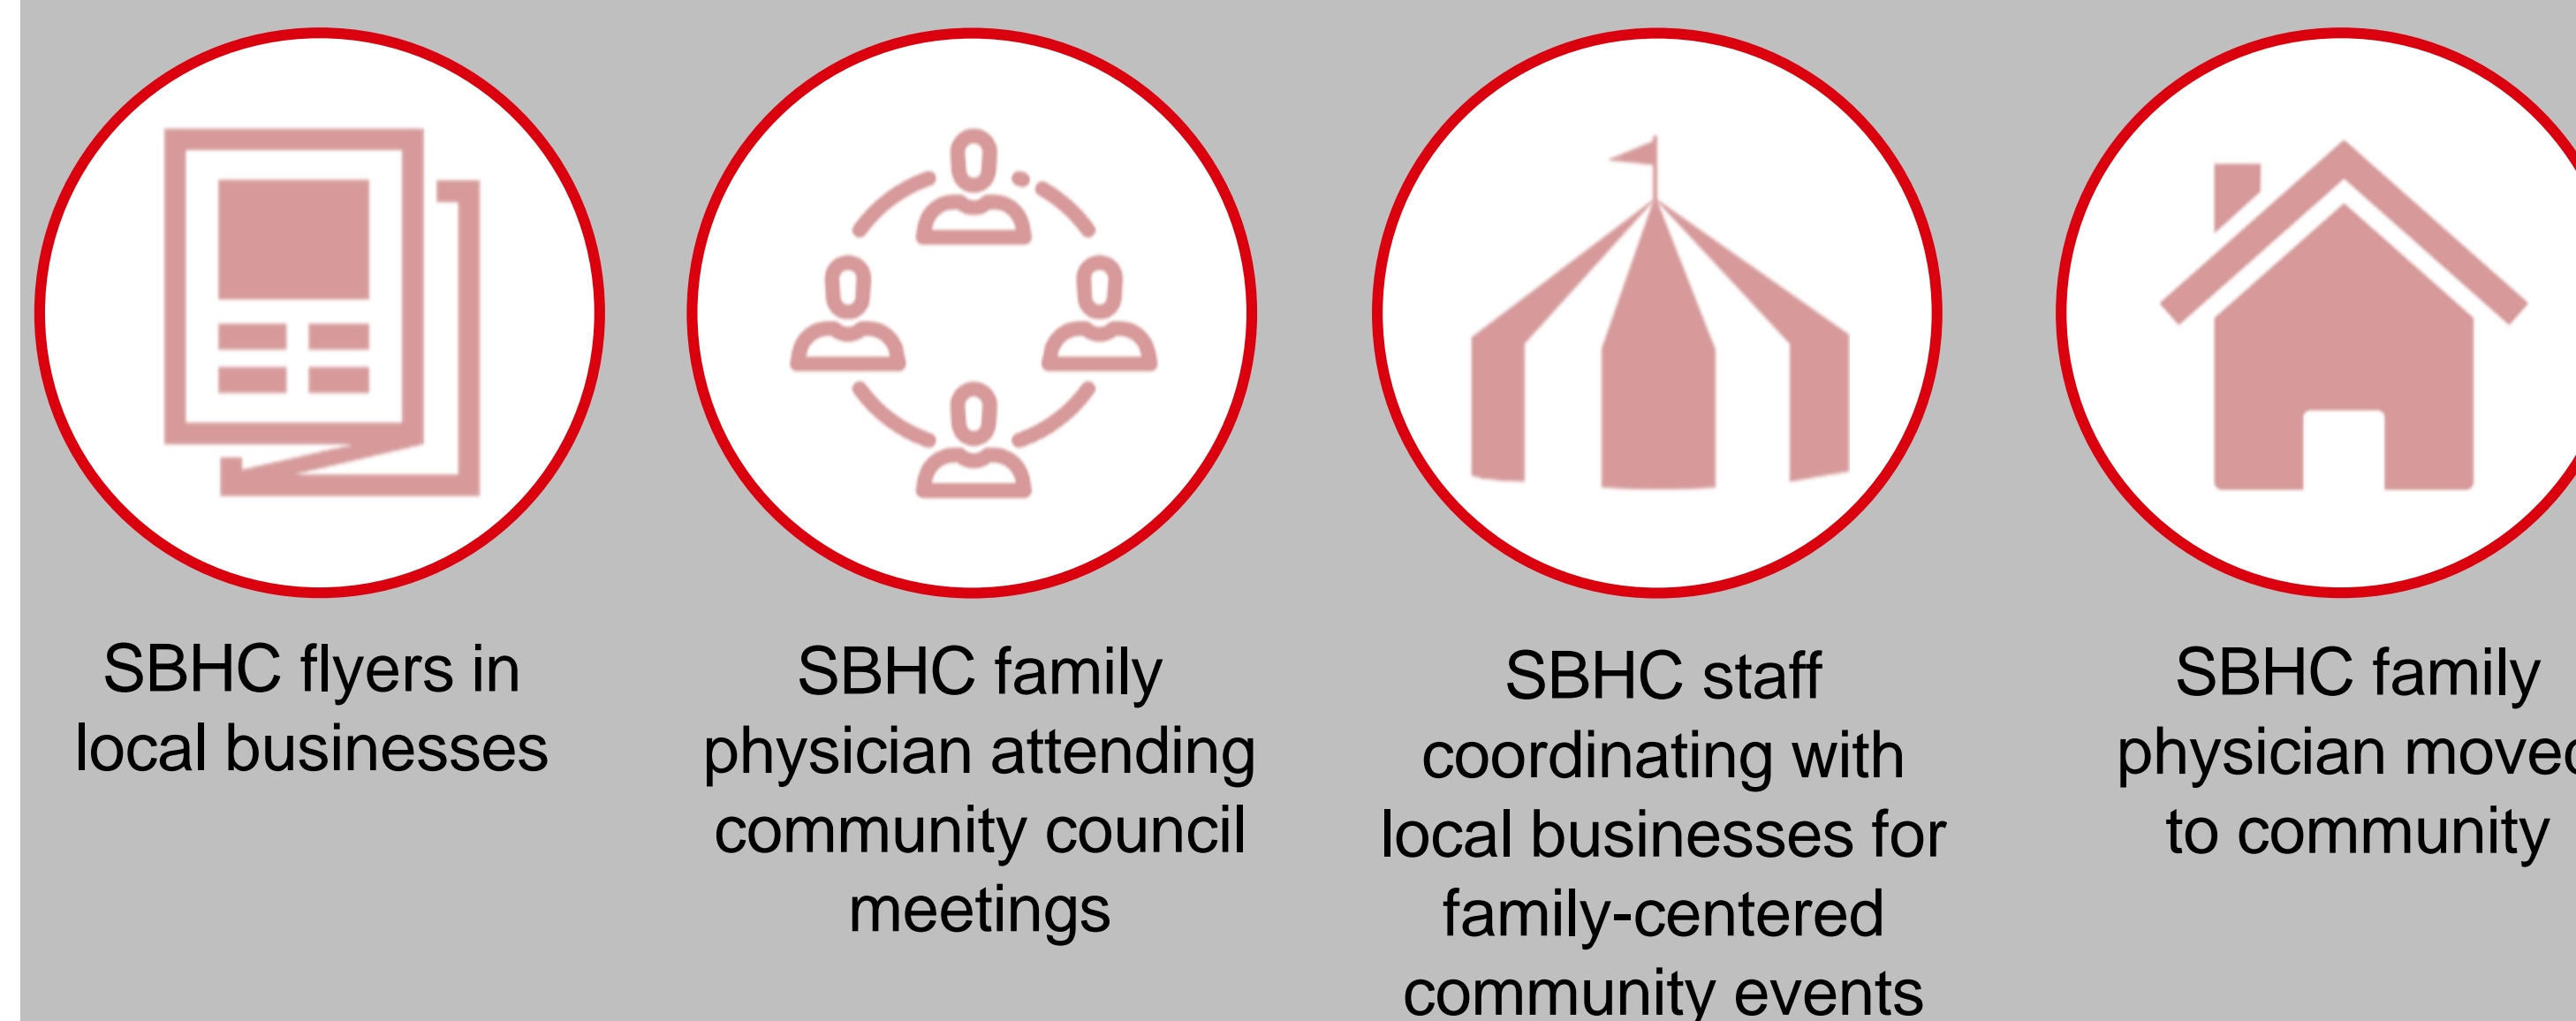 SBHC flyers in
local businesses
SBHC family
physician attending
community council
meetings
SBHC staff
coordinating with
local businesses for
family-centered
community events
SBHC family
physician moved
to community